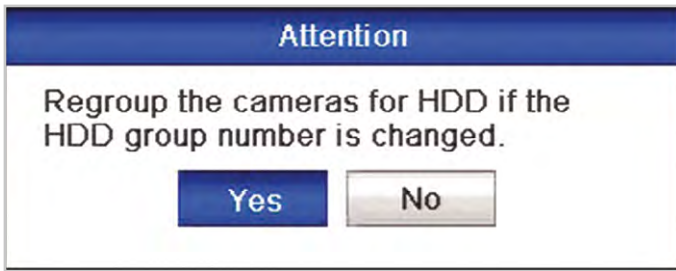 Attention
Regroup the cameras for HDD if the
HDD group number is changed.
Yes No